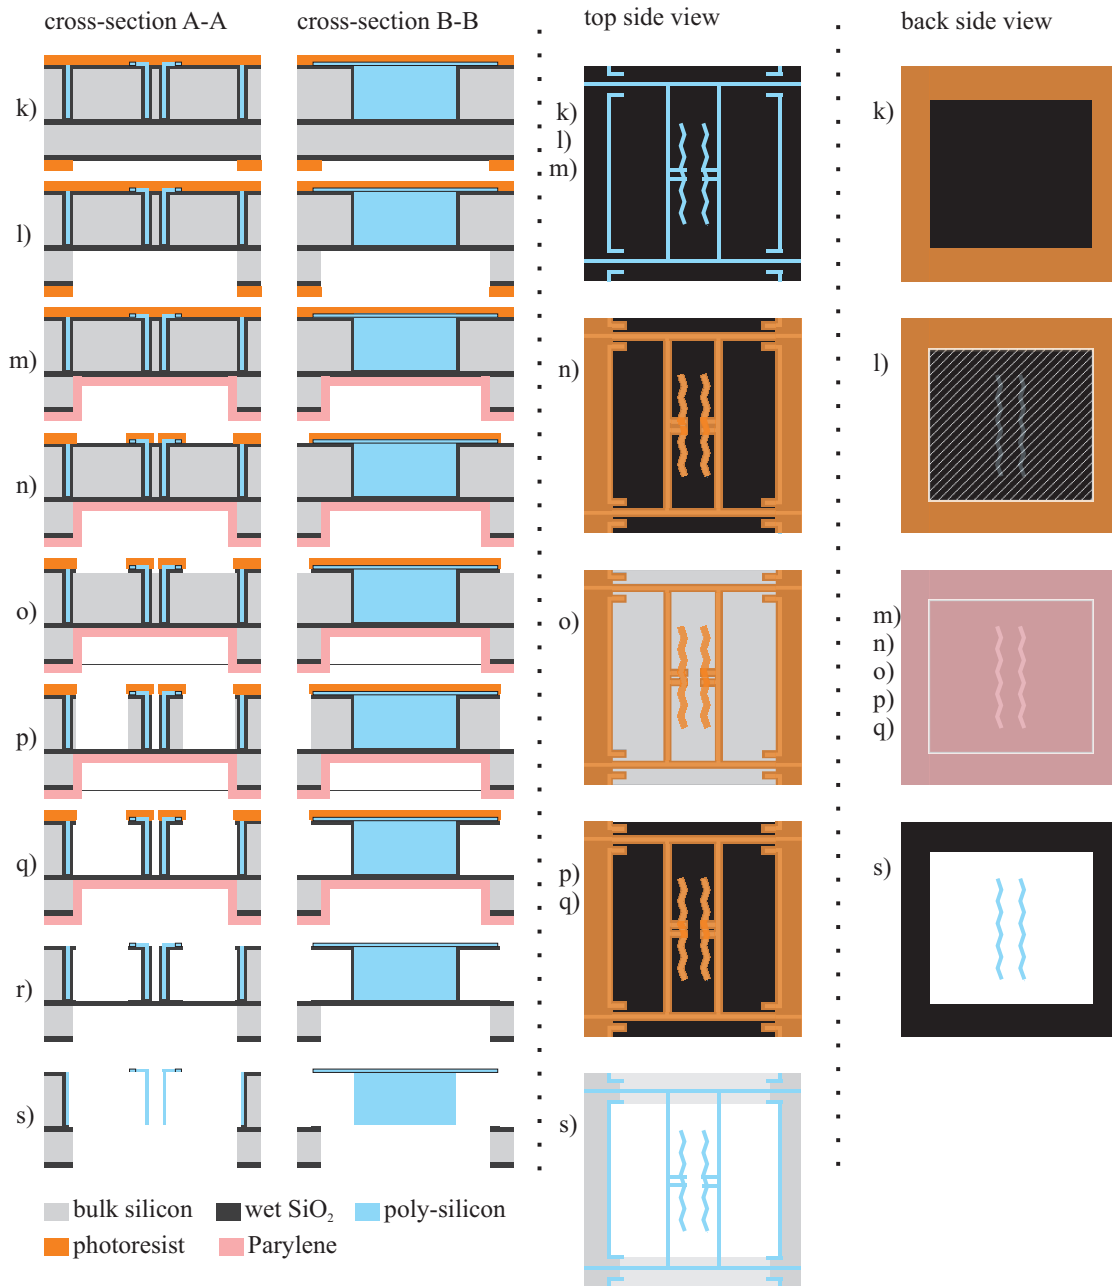 cross-section A-A
cross-section B-B
top side view
back side view
k)
l)
m)
n)
o)
p)
q)
r)
s)
k)
l)
m)
n)
o)
p)
q)
s)
k)
l)
m)
n)
o)
p)
q)
s)
bulk silicon
wet SiO₂
poly-silicon
photoresist
Parylene